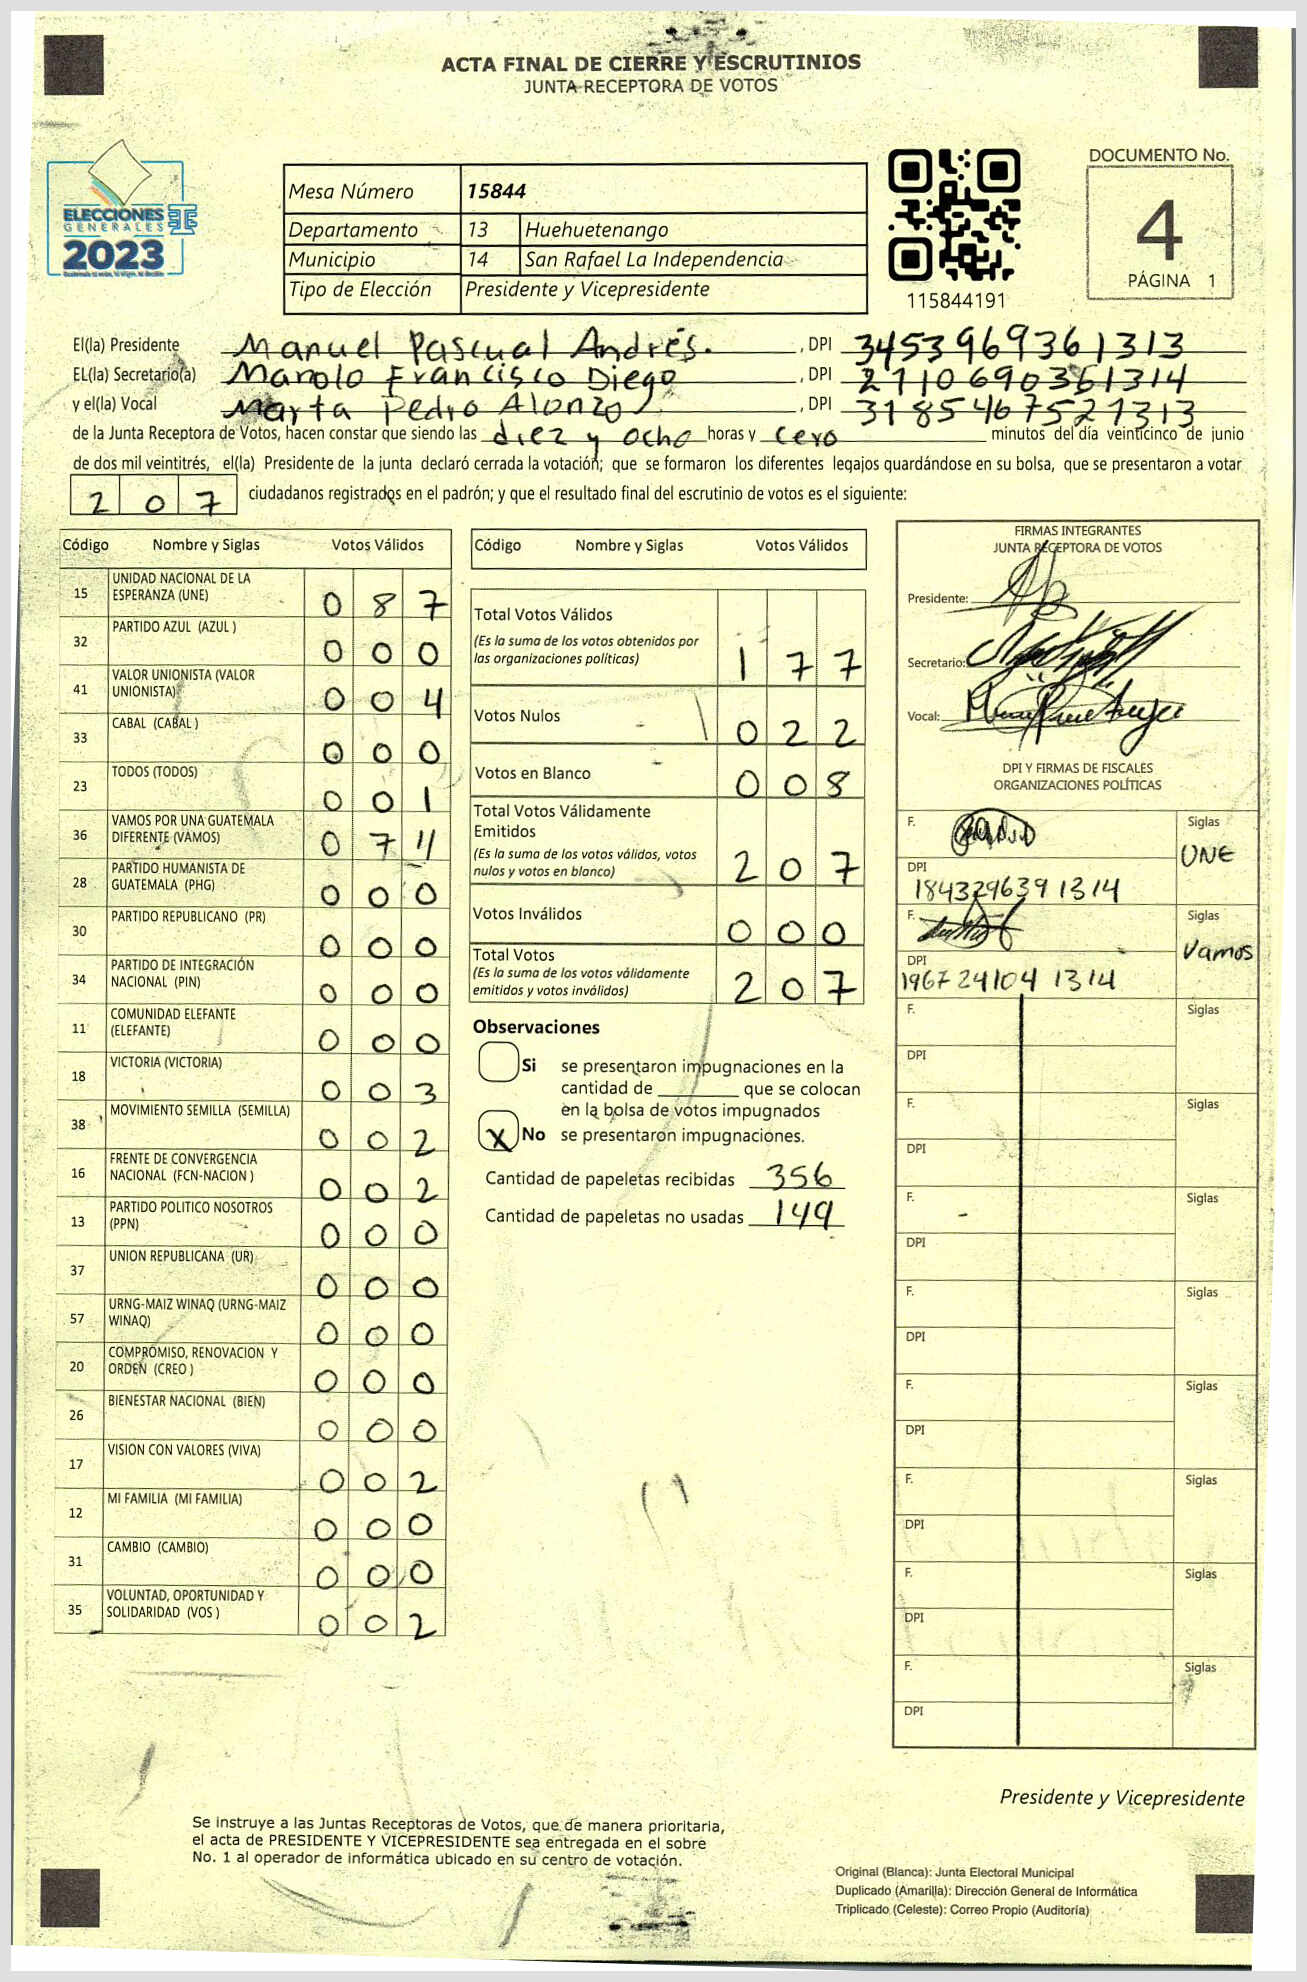 ACTA FINAL DE CIERRE Y ESCRUTINIOS
JUNTA RECEPTORA DE VOTOS
ELECCIONES
GENERALES
2023
Mesa Número 15844
Departamento 13 Huehuetenango
Municipio 14 San Rafael La Independencia
Tipo de Elección Presidente y Vicepresidente
115844191
DOCUMENTO No.
4
PÁGINA 1
El(la) Presidente Manuel Pascual Andrés. , DPI 3453969361313
EL(la) Secretario(a) Manolo Francisco Diego , DPI 2710690361314
y el(la) Vocal Marta Pedro Alonzo , DPI 3185467521313
de la Junta Receptora de Votos, hacen constar que siendo las diez y ocho horas y cero minutos del día veinticinco de junio
de dos mil veintitrés, el(la) Presidente de la junta declaró cerrada la votación; que se formaron los diferentes legajos quardándose en su bolsa, que se presentaron a votar
207 ciudadanos registrados en el padrón; y que el resultado final del escrutinio de votos es el siguiente:
Código Nombre y Siglas Votos Válidos
15 UNIDAD NACIONAL DE LA
ESPERANZA (UNE) 0 8 7
32 PARTIDO AZUL (AZUL ) 0 0 0
41 VALOR UNIONISTA (VALOR
UNIONISTA) 0 0 4
33 CABAL (CABAL ) 0 0 0
23 TODOS (TODOS) 0 0 1
36 VAMOS POR UNA GUATEMALA
DIFERENTE (VAMOS) 0 7 4
28 PARTIDO HUMANISTA DE
GUATEMALA (PHG) 0 0 0
30 PARTIDO REPUBLICANO (PR) 0 0 0
34 PARTIDO DE INTEGRACIÓN
NACIONAL (PIN) 0 0 0
11 COMUNIDAD ELEFANTE
(ELEFANTE) 0 0 0
18 VICTORIA (VICTORIA) 0 0 3
38 MOVIMIENTO SEMILLA (SEMILLA) 0 0 2
16 FRENTE DE CONVERGENCIA
NACIONAL (FCN-NACION ) 0 0 2
13 PARTIDO POLITICO NOSOTROS
(PPN) 0 0 0
37 UNION REPUBLICANA (UR) 0 0 0
57 URNG-MAIZ WINAQ (URNG-MAIZ
WINAQ) 0 0 0
20 COMPROMISO, RENOVACION Y
ORDEN (CREO ) 0 0 0
26 BIENESTAR NACIONAL (BIEN) 0 0 0
17 VISION CON VALORES (VIVA) 0 0 2
12 MI FAMILIA (MI FAMILIA) 0 0 0
31 CAMBIO (CAMBIO) 0 0 0
35 VOLUNTAD, OPORTUNIDAD Y
SOLIDARIDAD (VOS ) 0 0 2
Código Nombre y Siglas Votos Válidos
Total Votos Válidos
(Es la suma de los votos obtenidos por
las organizaciones políticas) 1 7 7
Votos Nulos 0 2 2
Votos en Blanco 0 0 8
Total Votos Válidamente
Emitidos
(Es la suma de los votos válidos, votos
nulos y votos en blanco) 2 0 7
Votos Inválidos 0 0 0
Total Votos
(Es la suma de los votos válidamente
emitidos y votos inválidos) 2 0 7
Observaciones
Si se presentaron impugnaciones en la
cantidad de ________ que se colocan
en la bolsa de votos impugnados
X No se presentaron impugnaciones.
Cantidad de papeletas recibidas 356
Cantidad de papeletas no usadas 149
FIRMAS INTEGRANTES
JUNTA RECEPTORA DE VOTOS
Presidente:
Secretario:
Vocal:
DPI Y FIRMAS DE FISCALES
ORGANIZACIONES POLÍTICAS
F. Siglas
UNE
DPI
1843296391314
F. Siglas
Vamos
DPI
1967 24104 1314
F. Siglas
DPI
F. Siglas
DPI
F. Siglas
DPI
F. Siglas
DPI
F. Siglas
DPI
F. Siglas
DPI
F. Siglas
DPI
F. Siglas
DPI
Presidente y Vicepresidente
Se instruye a las Juntas Receptoras de Votos, que de manera prioritaria,
el acta de PRESIDENTE Y VICEPRESIDENTE sea entregada en el sobre
No. 1 al operador de informática ubicado en su centro de votación.
Original (Blanca): Junta Electoral Municipal
Duplicado (Amarilla): Dirección General de Informática
Triplicado (Celeste): Correo Propio (Auditoría)